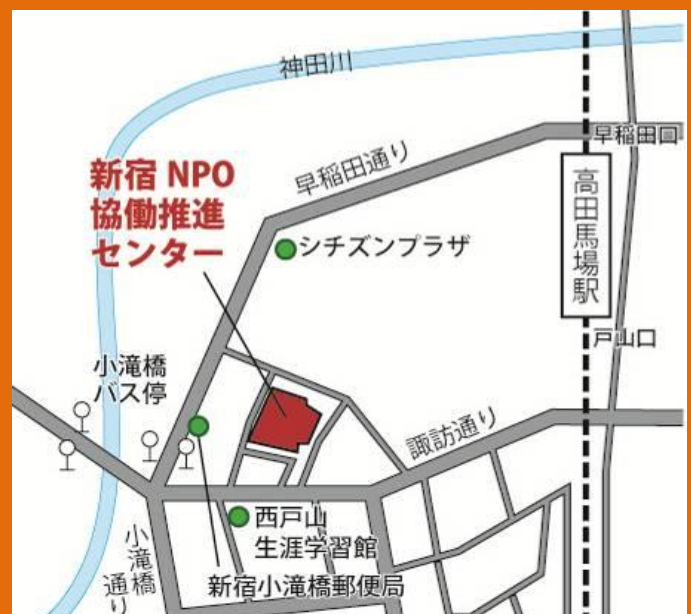 神田川
早稲田口
早稲田通り
新宿 NPO
協働推進
センター
高田馬場駅
シチズンプラザ
戸山口
小滝橋
バス停
諏訪通り
西戸山
生涯学習館
小滝橋
通り
新宿小滝橋郵便局